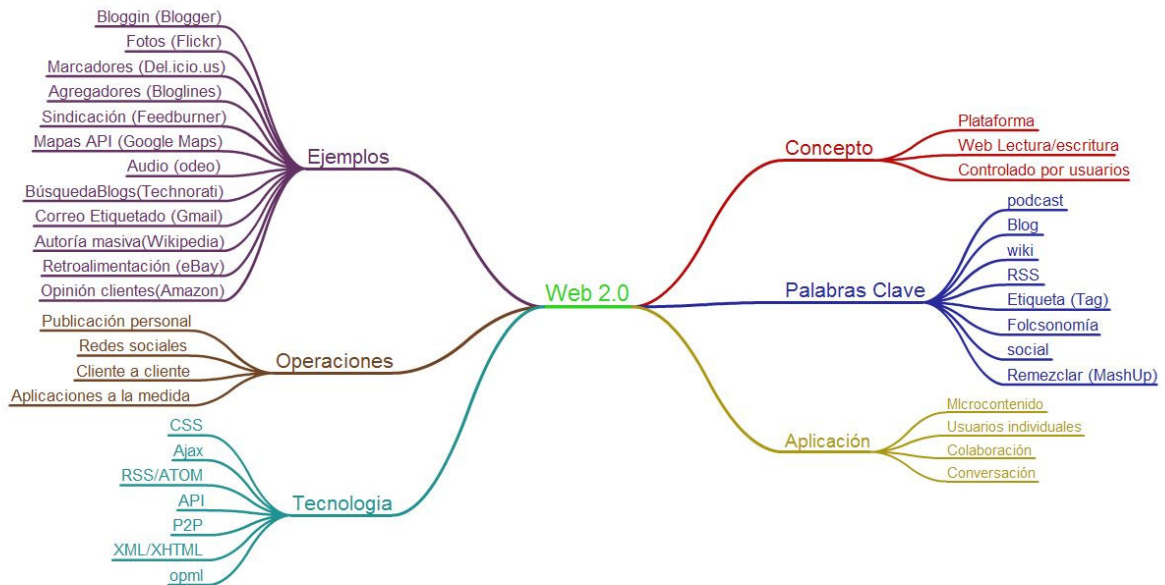 Web 2.0
Ejemplos
Bloggin (Blogger)
Fotos (Flickr)
Marcadores (Del.icio.us)
Agregadores (Bloglines)
Sindicación (Feedburner)
Mapas API (Google Maps)
Audio (odeo)
BúsquedaBlogs(Technorati)
Correo Etiquetado (Gmail)
Autoría masiva(Wikipedia)
Retroalimentación (eBay)
Opinión clientes(Amazon)
Operaciones
Publicación personal
Redes sociales
Cliente a cliente
Aplicaciones a la medida
Tecnologia
CSS
Ajax
RSS/ATOM
API
P2P
XML/XHTML
opml
Concepto
Plataforma
Web Lectura/escritura
Controlado por usuarios
Palabras Clave
podcast
Blog
wiki
RSS
Etiqueta (Tag)
Folcsonomía
social
Remezclar (MashUp)
Aplicación
MIcrocontenido
Usuarios individuales
Colaboración
Conversación